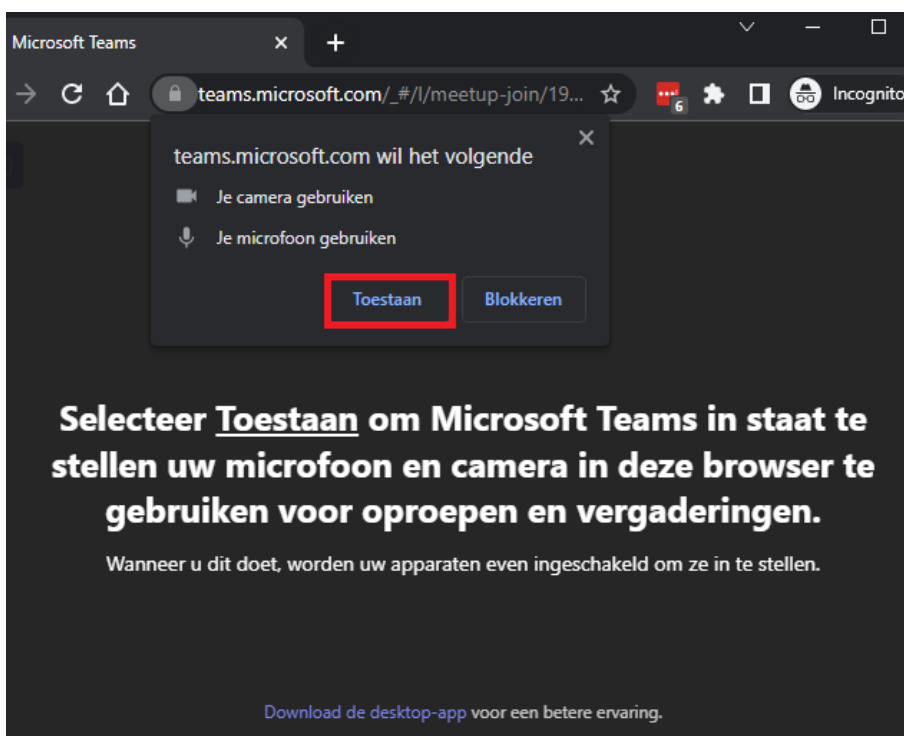 Microsoft Teams
teams.microsoft.com/_#/l/meetup-join/19...
6
Incognito
teams.microsoft.com wil het volgende
Je camera gebruiken
Je microfoon gebruiken
Toestaan
Blokkeren
Selecteer Toestaan om Microsoft Teams in staat te
stellen uw microfoon en camera in deze browser te
gebruiken voor oproepen en vergaderingen.
Wanneer u dit doet, worden uw apparaten even ingeschakeld om ze in te stellen.
Download de desktop-app voor een betere ervaring.